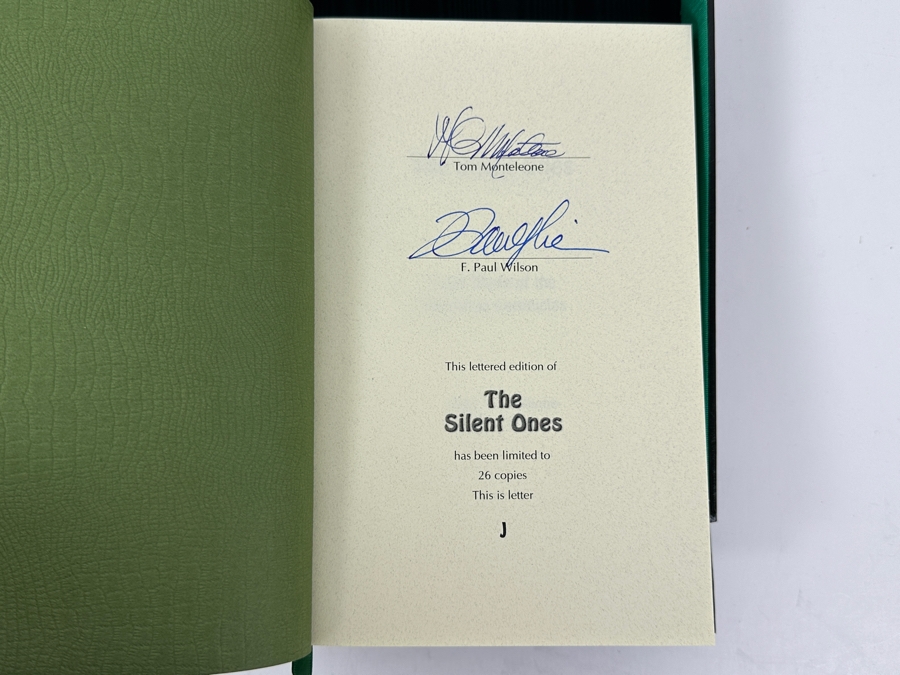 Tom Monteleone
F. Paul Wilson
This lettered edition of
The
Silent Ones
has been limited to
26 copies
This is letter
J